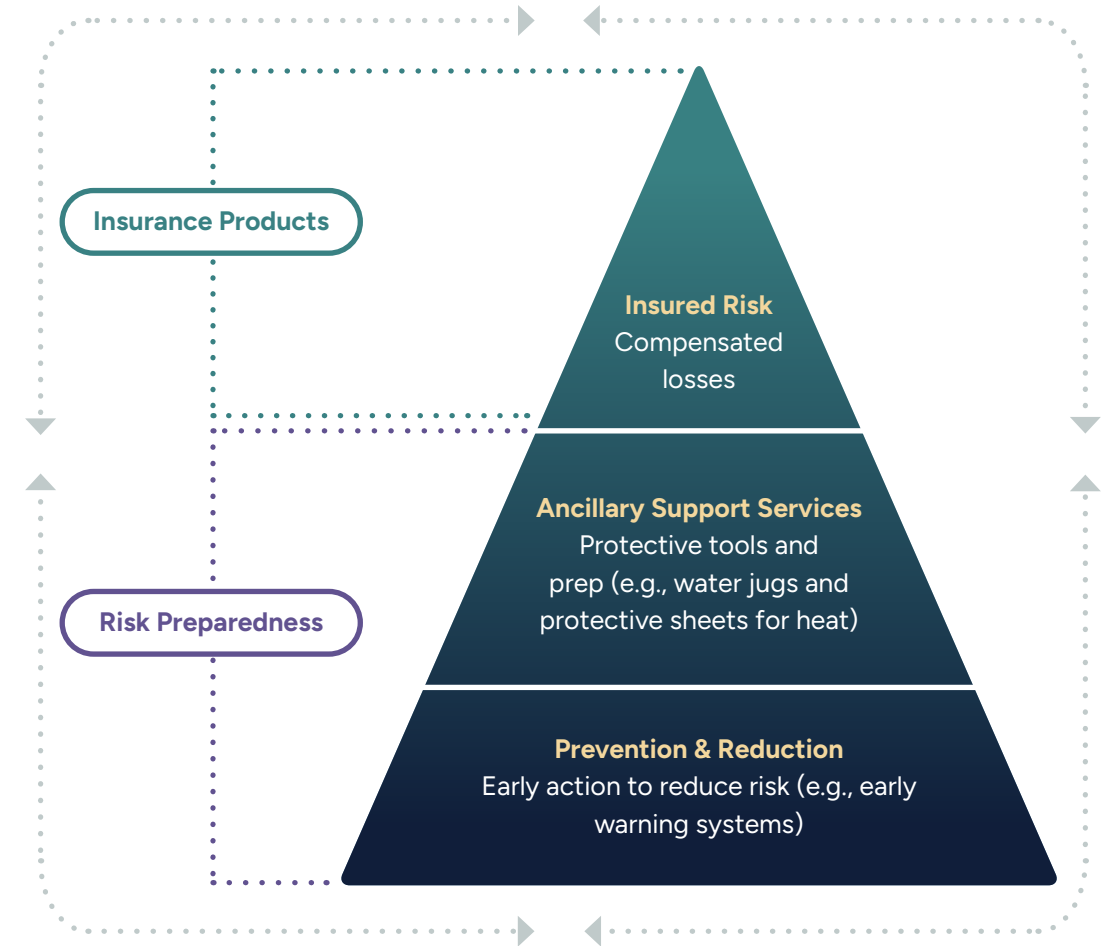 Insurance Products
Insured Risk
Compensated
losses
Ancillary Support Services
Protective tools and
prep (e.g., water jugs and
protective sheets for heat)
Risk Preparedness
Prevention & Reduction
Early action to reduce risk (e.g., early
warning systems)